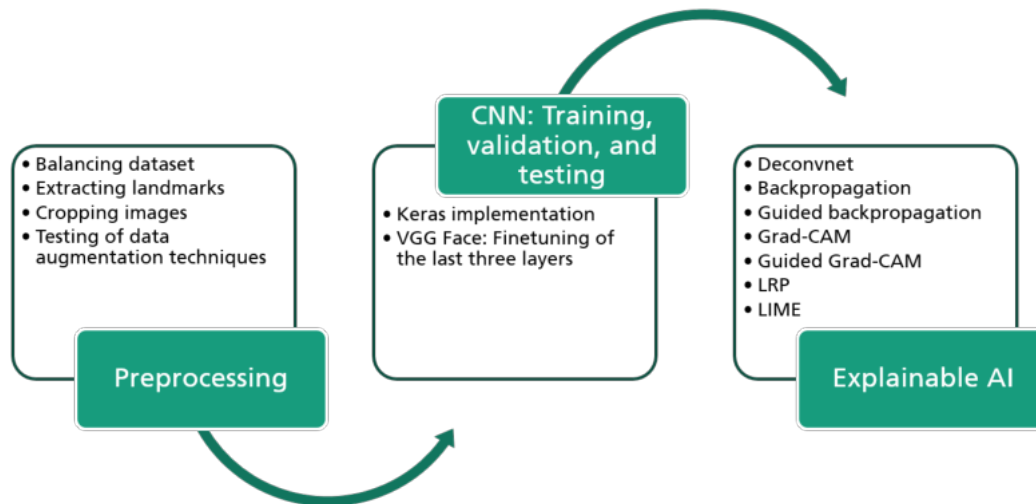 • Balancing dataset
• Extracting landmarks
• Cropping images
• Testing of data
augmentation techniques
Preprocessing
CNN: Training,
validation, and
testing
• Keras implementation
• VGG Face: Finetuning of
the last three layers
• Deconvnet
• Backpropagation
• Guided backpropagation
• Grad-CAM
• Guided Grad-CAM
• LRP
• LIME
Explainable AI